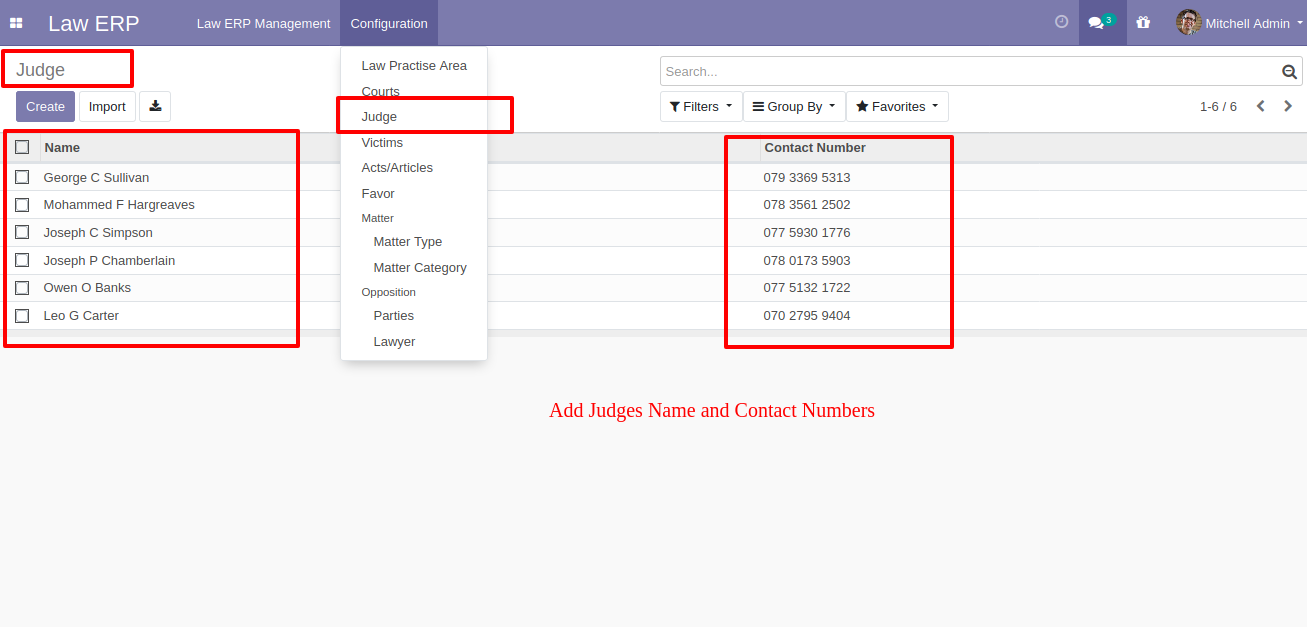 Law ERP
Law ERP Management
Configuration
3
Mitchell Admin
Judge
Search...
Create
Import
Filters
Group By
Favorites
1-6 / 6
Law Practise Area
Courts
Judge
Victims
Acts/Articles
Favor
Matter
Matter Type
Matter Category
Opposition
Parties
Lawyer
Name
Contact Number
George C Sullivan
079 3369 5313
Mohammed F Hargreaves
078 3561 2502
Joseph C Simpson
077 5930 1776
Joseph P Chamberlain
078 0173 5903
Owen O Banks
077 5132 1722
Leo G Carter
070 2795 9404
Add Judges Name and Contact Numbers